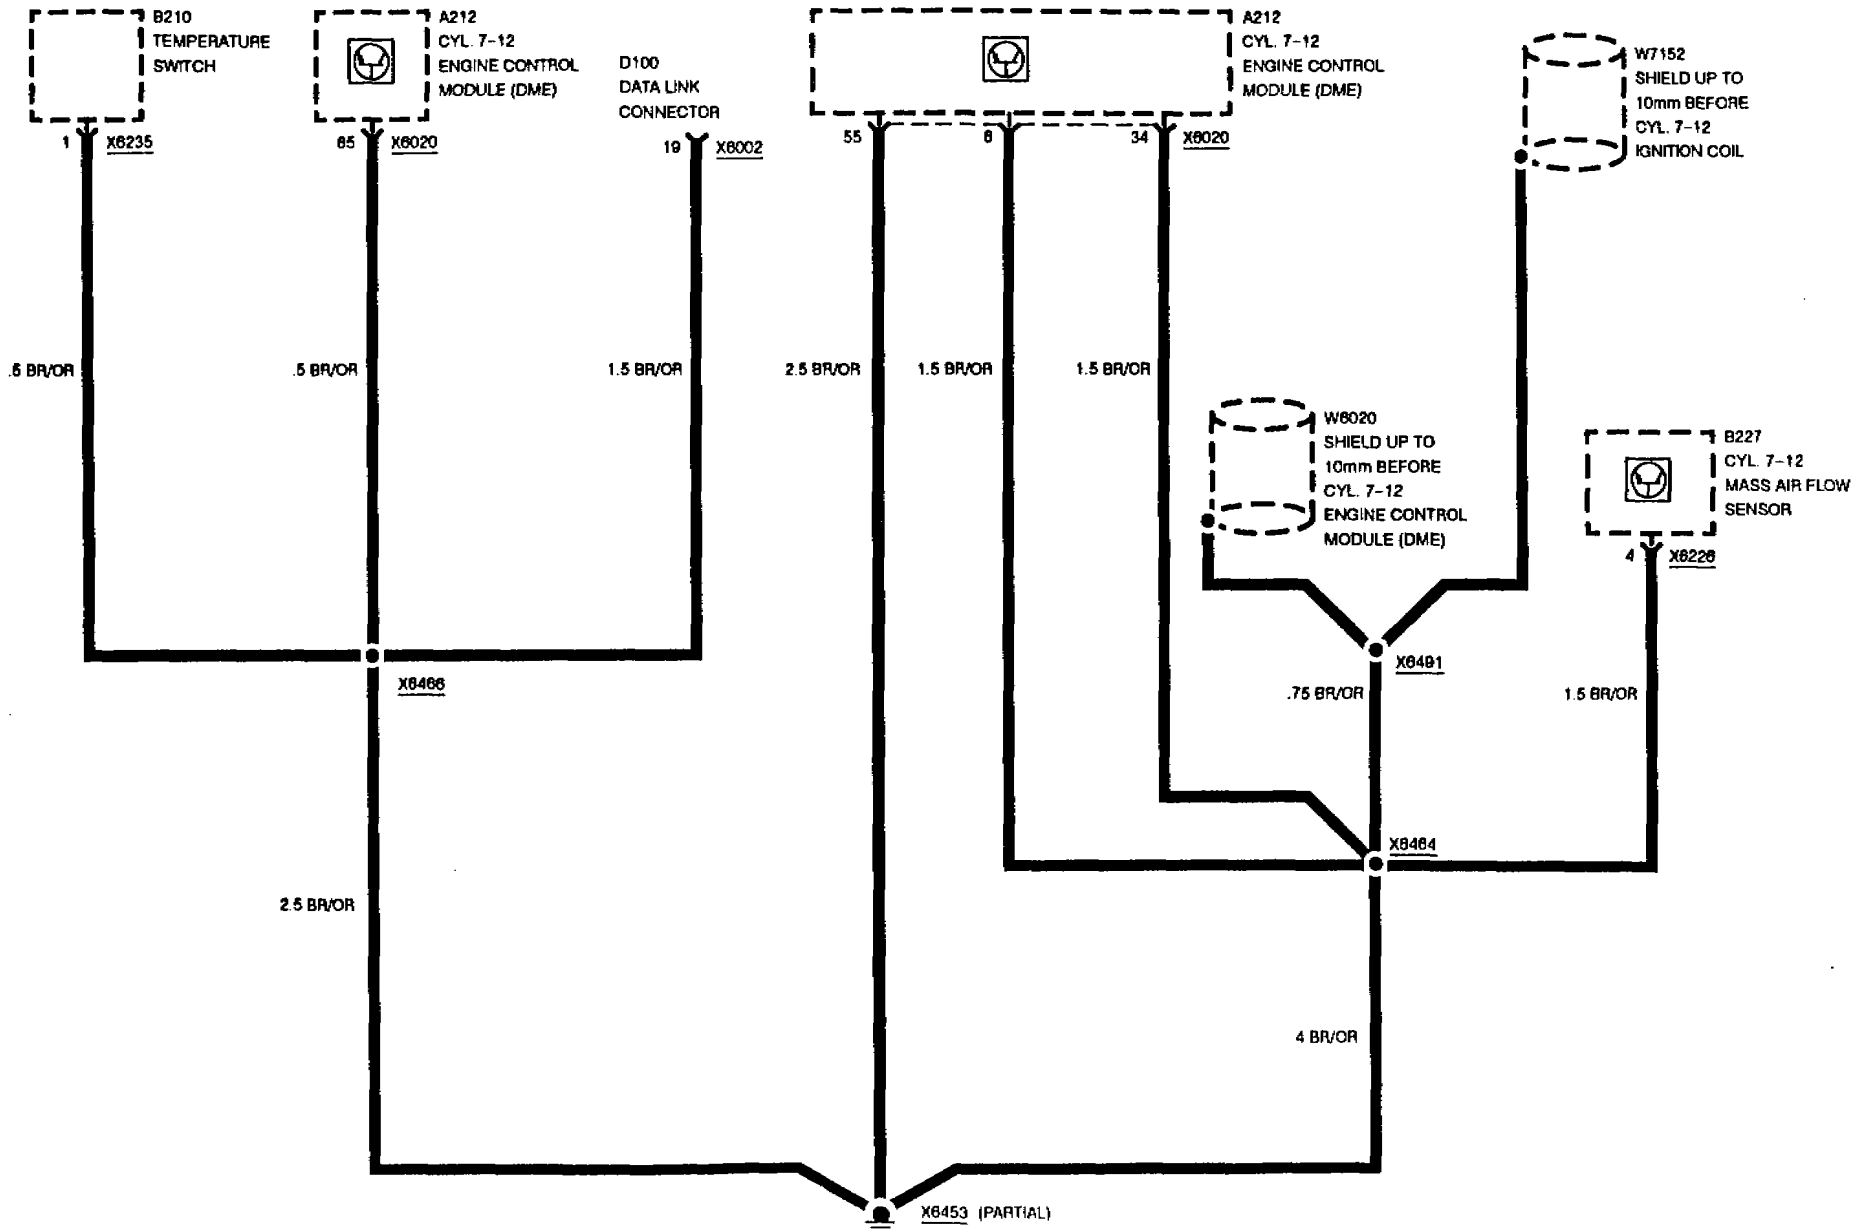 B210
TEMPERATURE
SWITCH
A212
CYL. 7-12
ENGINE CONTROL
MODULE (DME)
D100
DATA LINK
CONNECTOR
A212
CYL. 7-12
ENGINE CONTROL
MODULE (DME)
W7152
SHIELD UP TO
10mm BEFORE
CYL. 7-12
IGNITION COIL
1 X6235
65 X6020
19 X6002
55
6
34 X6020
.5 BR/OR
.5 BR/OR
1.5 BR/OR
2.5 BR/OR
1.5 BR/OR
1.5 BR/OR
W6020
SHIELD UP TO
10mm BEFORE
CYL. 7-12
ENGINE CONTROL
MODULE (DME)
B227
CYL. 7-12
MASS AIR FLOW
SENSOR
4 X6226
X6466
X6491
.75 BR/OR
1.5 BR/OR
X6464
2.5 BR/OR
4 BR/OR
X6453 (PARTIAL)